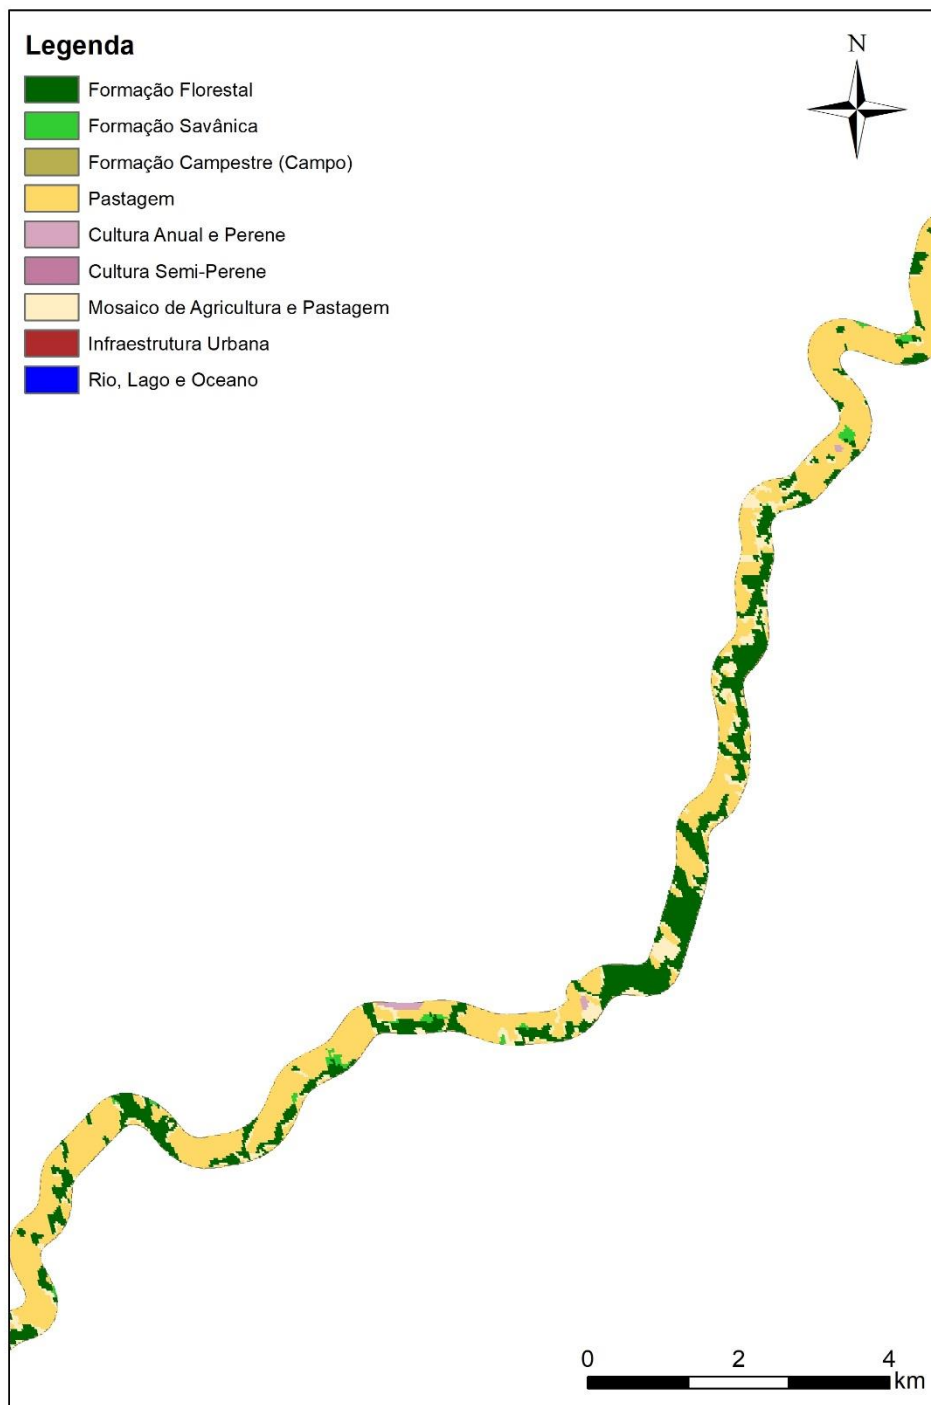 Legenda
N
Formação Florestal
Formação Savânica
Formação Campestre (Campo)
Pastagem
Cultura Anual e Perene
Cultura Semi-Perene
Mosaico de Agricultura e Pastagem
Infraestrutura Urbana
Rio, Lago e Oceano
0 2 4
km